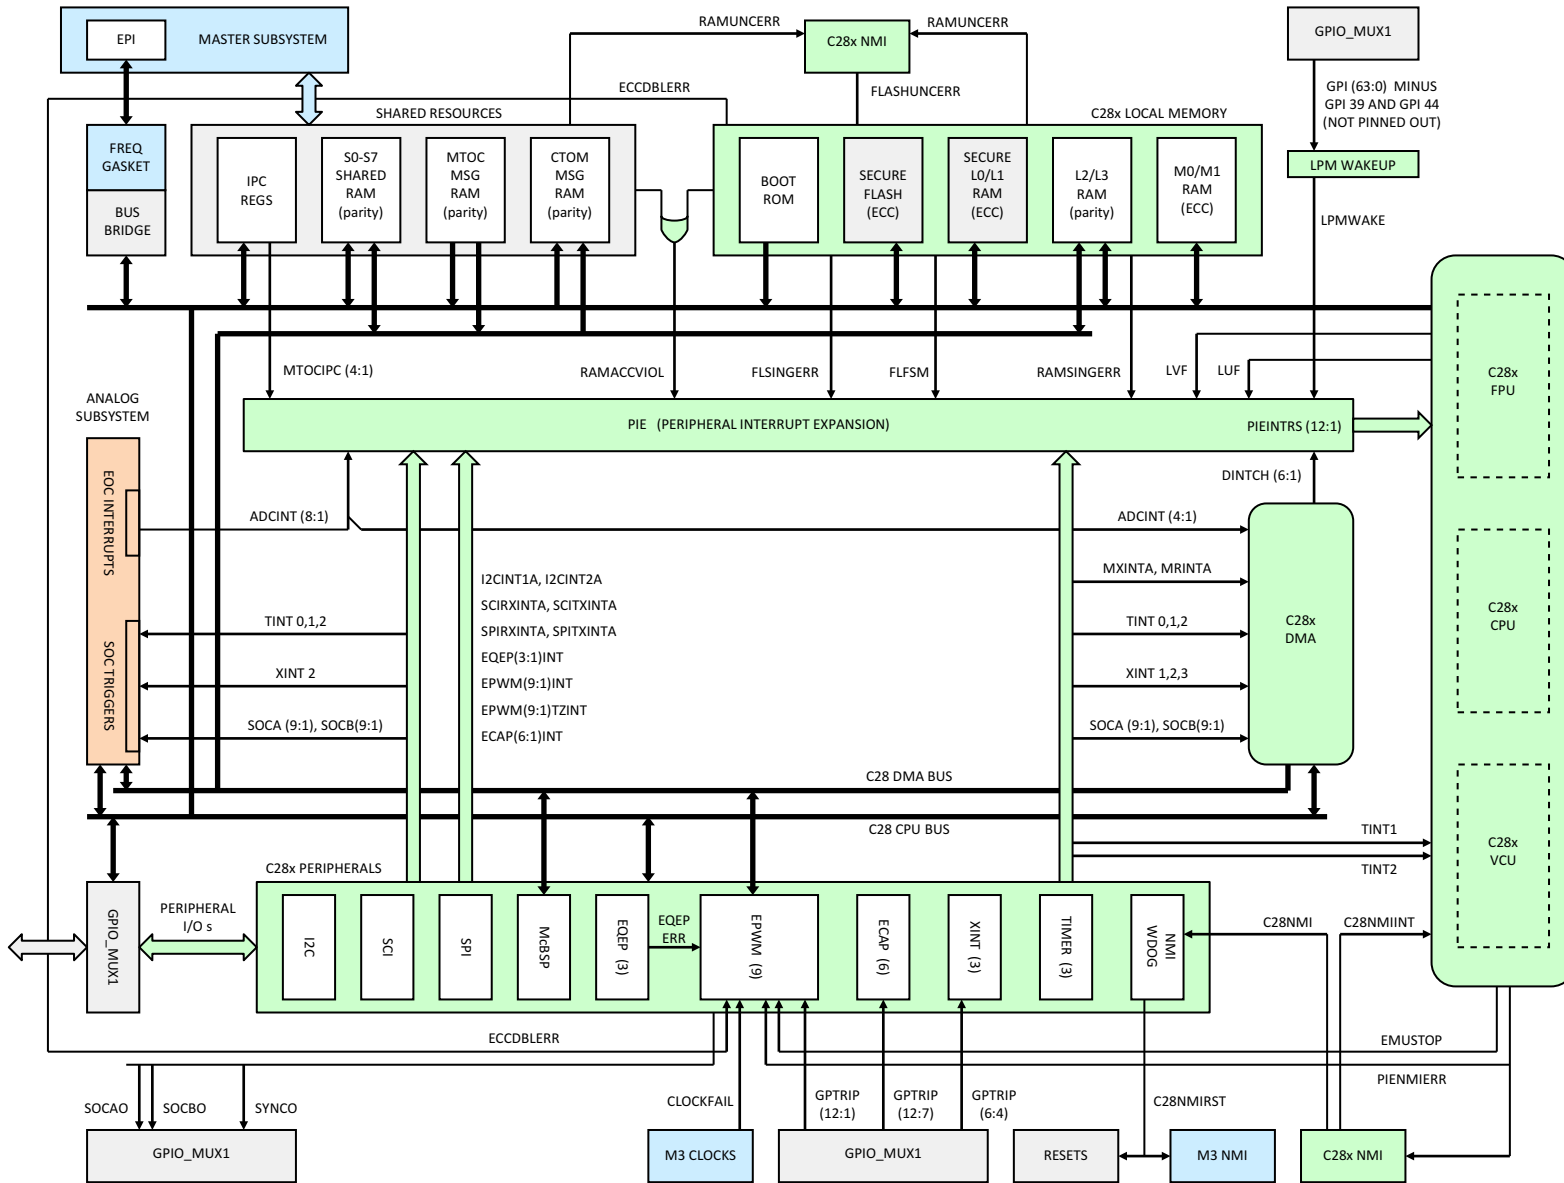 EPI
MASTER SUBSYSTEM
RAMUNCERR
C28x NMI
RAMUNCERR
GPIO_MUX1
ECCDBLERR
FLASHUNCERR
GPI (63:0) MINUS
GPI 39 AND GPI 44
(NOT PINNED OUT)
SHARED RESOURCES
C28x LOCAL MEMORY
FREQ
GASKET
BUS
BRIDGE
IPC
REGS
S0-S7
SHARED
RAM
(parity)
MTOC
MSG
RAM
(parity)
CTOM
MSG
RAM
(parity)
BOOT
ROM
SECURE
FLASH
(ECC)
SECURE
L0/L1
RAM
(ECC)
L2/L3
RAM
(parity)
M0/M1
RAM
(ECC)
LPM WAKEUP
LPMWAKE
MTOCIPC (4:1)
RAMACCVIOL
FLSINGERR
FLFSM
RAMSINGERR
LVF
LUF
C28x
FPU
ANALOG
SUBSYSTEM
PIE (PERIPHERAL INTERRUPT EXPANSION)
PIEINTRS (12:1)
DINTCH (6:1)
EOC INTERRUPTS
ADCINT (8:1)
ADCINT (4:1)
I2CINT1A, I2CINT2A
SCIRXINTA, SCITXINTA
SPIRXINTA, SPITXINTA
EQEP(3:1)INT
EPWM(9:1)INT
EPWM(9:1)TZINT
ECAP(6:1)INT
MXINTA, MRINTA
SOC TRIGGERS
TINT 0,1,2
XINT 2
SOCA (9:1), SOCB(9:1)
TINT 0,1,2
XINT 1,2,3
SOCA (9:1), SOCB(9:1)
C28x
DMA
C28x
CPU
C28 DMA BUS
C28 CPU BUS
TINT1
TINT2
C28x
VCU
C28x PERIPHERALS
GPIO_MUX1
PERIPHERAL
I/O s
I2C
SCI
SPI
McBSP
EQEP (3)
EQEP
ERR
EPWM (9)
ECAP (6)
XINT (3)
TIMER (3)
NMI
WDOG
C28NMI
C28NMIINT
ECCDBLERR
EMUSTOP
PIENMIERR
SOCAO
SOCBO
SYNCO
CLOCKFAIL
GPTRIP
(12:1)
GPTRIP
(12:7)
GPTRIP
(6:4)
C28NMIRST
GPIO_MUX1
M3 CLOCKS
GPIO_MUX1
RESETS
M3 NMI
C28x NMI